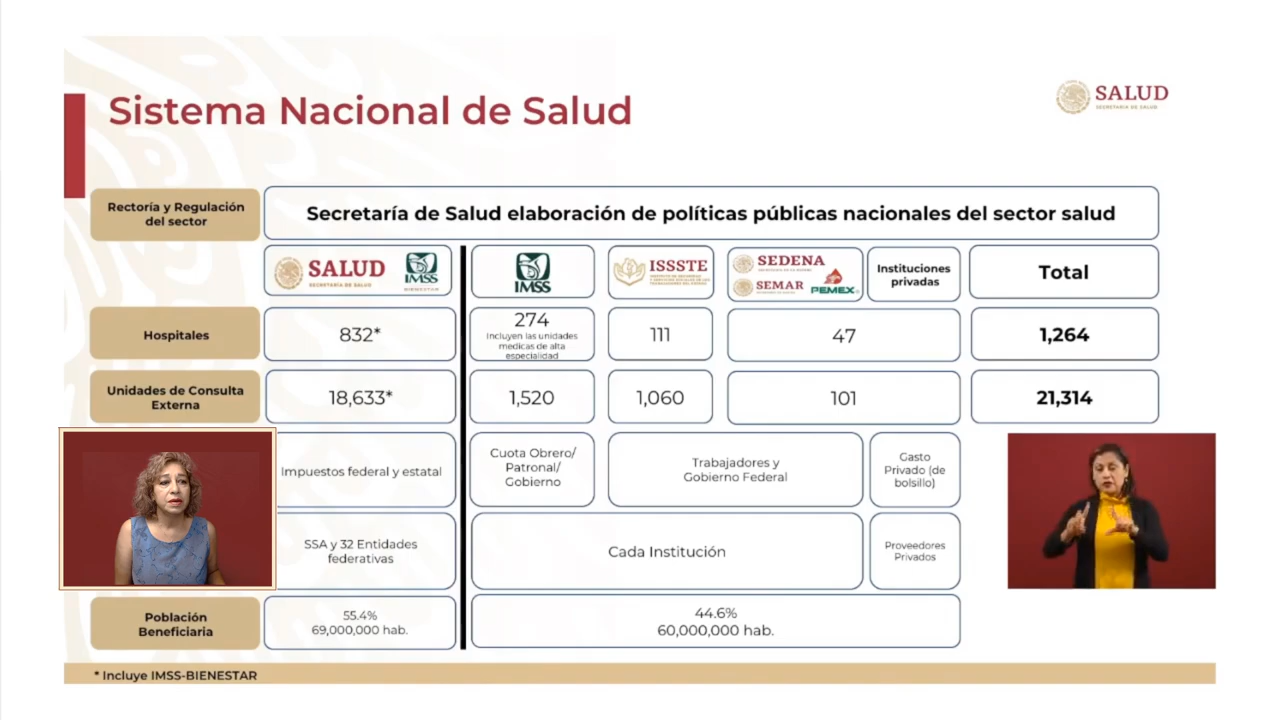 Sistema Nacional de Salud
SALUD
SECRETARÍA DE SALUD
Rectoría y Regulación
del sector
Secretaría de Salud elaboración de políticas públicas nacionales del sector salud
SALUD
SECRETARÍA DE SALUD
IMSS
BIENESTAR
IMSS
ISSSTE
SEDENA
SEMAR
PEMEX
Instituciones
privadas
Total
Hospitales
832*
274
Incluyen las unidades
medicas de alta
especialidad
111
47
1,264
Unidades de Consulta
Externa
18,633*
1,520
1,060
101
21,314
Impuestos federal y estatal
Cuota Obrero/
Patronal/
Gobierno
Trabajadores y
Gobierno Federal
Gasto
Privado (de
bolsillo)
SSA y 32 Entidades
federativas
Cada Institución
Proveedores
Privados
Población
Beneficiaria
55.4%
69,000,000 hab.
44.6%
60,000,000 hab.
* Incluye IMSS-BIENESTAR